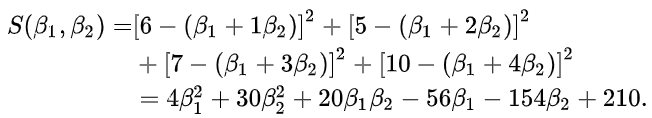 S(β₁, β₂) =[6 − (β₁ + 1β₂)]² + [5 − (β₁ + 2β₂)]²
+ [7 − (β₁ + 3β₂)]² + [10 − (β₁ + 4β₂)]²
= 4β₁² + 30β₂² + 20β₁β₂ − 56β₁ − 154β₂ + 210.